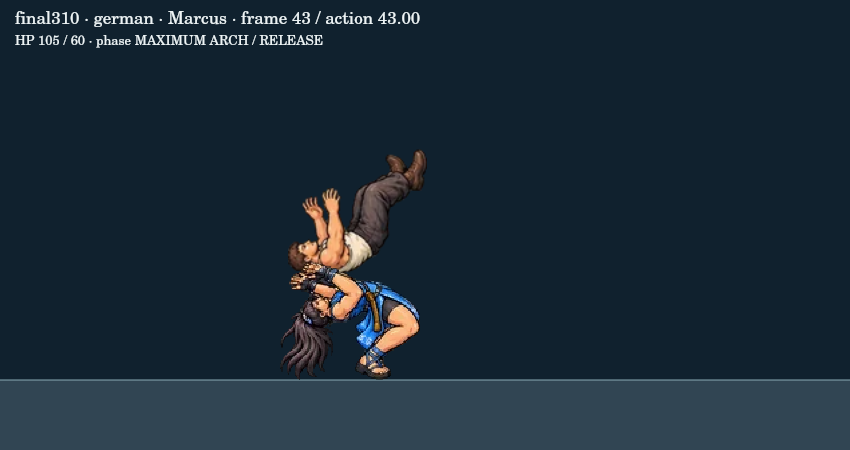 final310 · german · Marcus · frame 43 / action 43.00
HP 105 / 60 · phase MAXIMUM ARCH / RELEASE